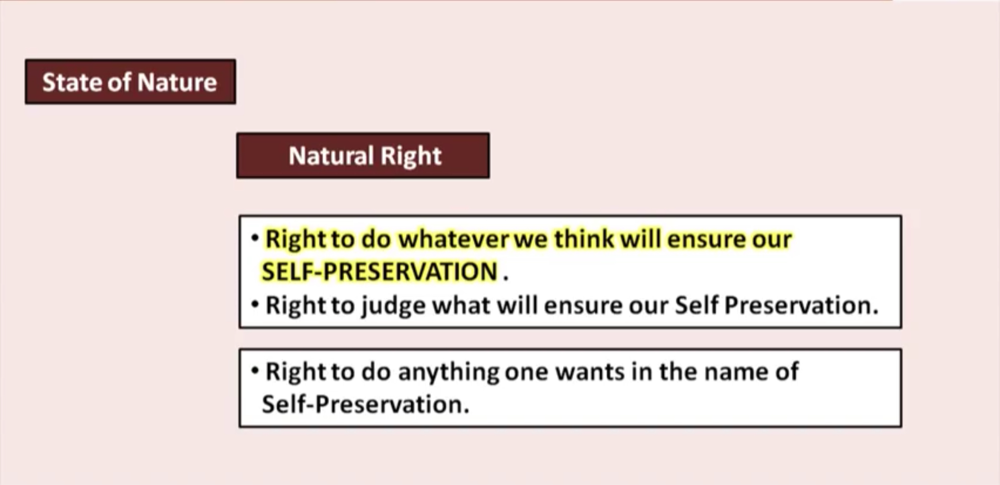 State of Nature
Natural Right
• Right to do whatever we think will ensure our
SELF-PRESERVATION .
• Right to judge what will ensure our Self Preservation.
• Right to do anything one wants in the name of
Self-Preservation.